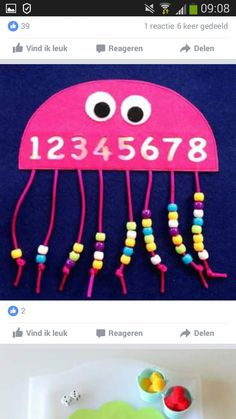 09:08
39
1 reactie 6 keer gedeeld
Vind ik leuk Reageren Delen
12345678
2
Vind ik leuk Reageren Delen